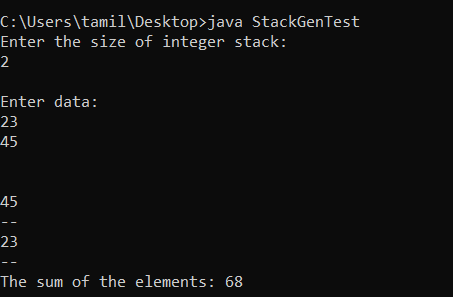 C:\Users\tamil\Desktop>java StackGenTest
Enter the size of integer stack:
2
Enter data:
23
45
45
--
23
--
The sum of the elements: 68